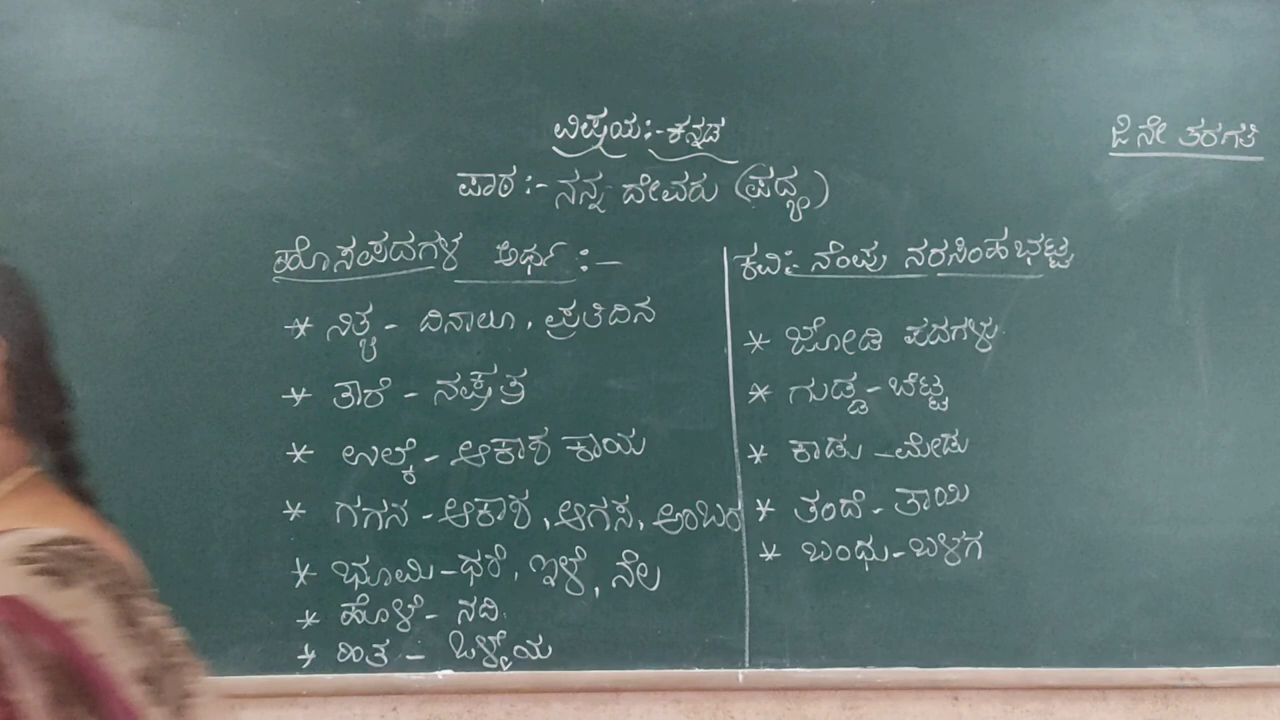 ವಿಷಯ:-ಕನ್ನಡ
ನೇ ತರಗತಿ
ಪಾಠ:- ನನ್ನ ದೇವರು (ಪದ್ಯ)
ಹೊಸಪದಗಳ ಅರ್ಥ:-
* ನಿತ್ಯ - ದಿನಾಲೂ, ಪ್ರತಿದಿನ
* ತಾರೆ - ನಕ್ಷತ್ರ
* ಉಲ್ಕೆ - ಆಕಾಶ ಕಾಯ
* ಗಗನ - ಆಕಾಶ, ಆಗಸ, ಅಂಬರ
* ಭೂಮಿ - ಧರೆ, ಇಳೆ, ನೆಲ
* ಹೊಳೆ - ನದಿ.
* ಹಿತ - ಒಳ್ಳೆಯ
ಕವಿ:- ನೆಂಪು ನರಸಿಂಹಭಟ್ಟ
* ಜೋಡಿ ಪದಗಳು
* ಗುಡ್ಡ - ಬೆಟ್ಟ
* ಕಾಡು - ಮೇಡು
* ತಂದೆ - ತಾಯಿ
* ಬಂಧು - ಬಳಗ